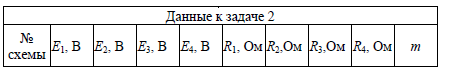 Данные к задаче 2
№ схемы E1, В E2, В E3, В E4, В R1, Ом R2,Ом R3,Ом R4, Ом m